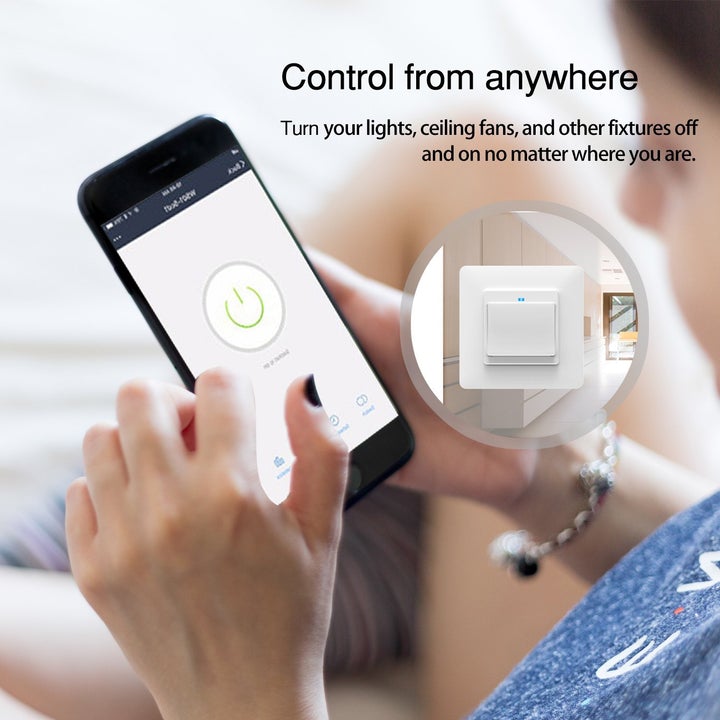 Control from anywhere
Turn your lights, ceiling fans, and other fixtures off
and on no matter where you are.